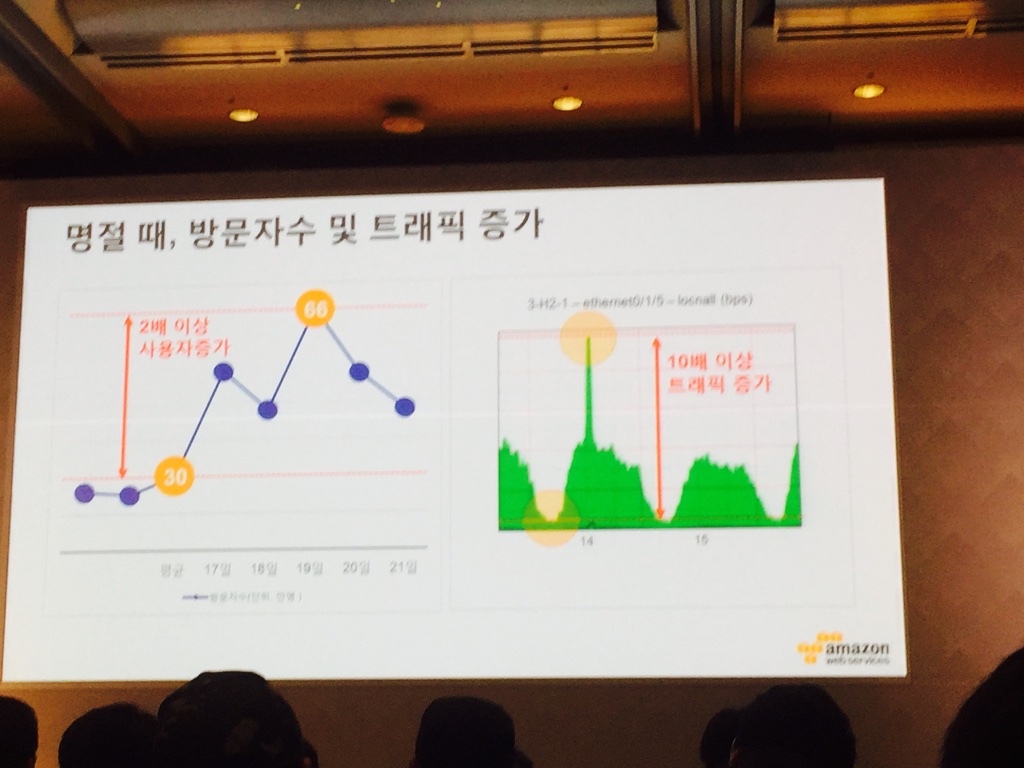 명절 때, 방문자수 및 트래픽 증가
66
2배 이상
사용자증가
30
평균 17일 18일 19일 20일 21일
방문자수(단위, 만명)
3-H2-1 – ethernet0/1/5 – (bps)
10배 이상
트래픽 증가
14 15
amazon
web services